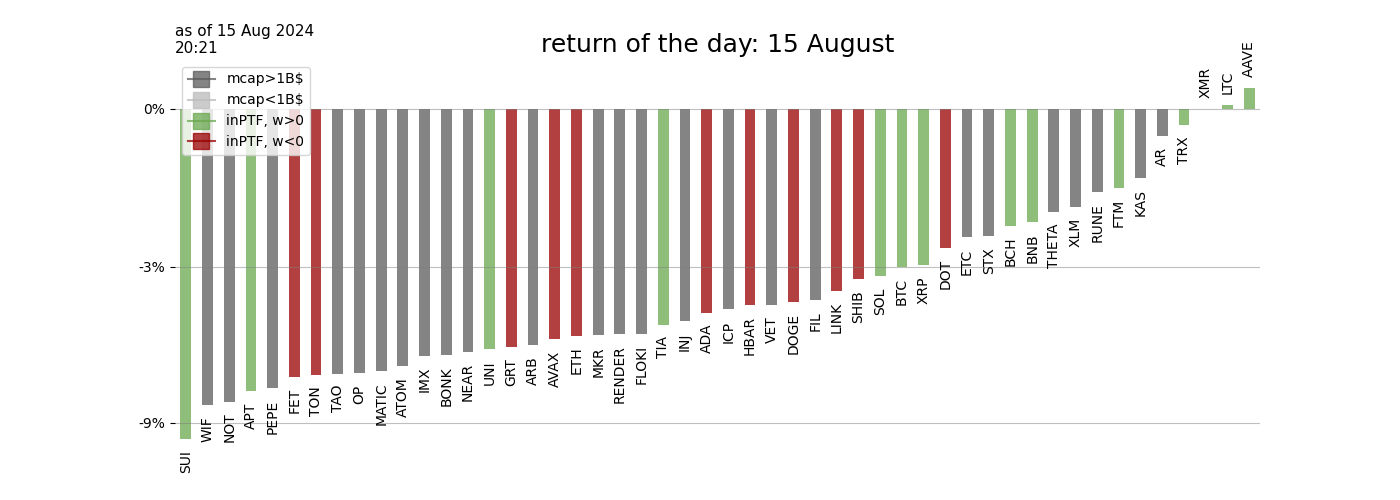 as of 15 Aug 2024
20:21
return of the day: 15 August
mcap>1B$
mcap<1B$
inPTF, w>0
inPTF, w<0
0%
-3%
-9%
SUI
WIF
NOT
APT
PEPE
FET
TON
TAO
OP
MATIC
ATOM
IMX
BONK
NEAR
UNI
GRT
ARB
AVAX
ETH
MKR
RENDER
FLOKI
TIA
INJ
ADA
ICP
HBAR
VET
DOGE
FIL
LINK
SHIB
SOL
BTC
XRP
DOT
ETC
STX
BCH
BNB
THETA
XLM
RUNE
FTM
KAS
AR
TRX
XMR
LTC
AAVE